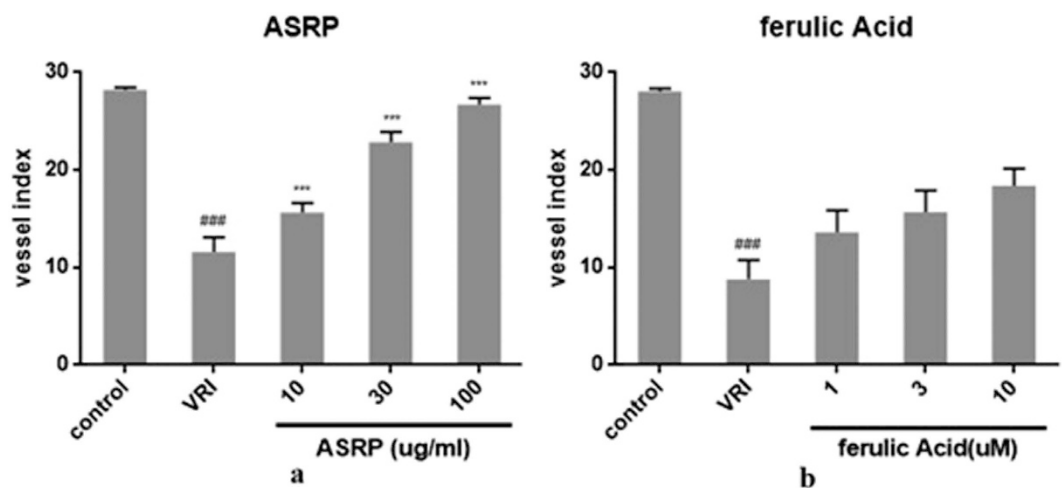 ASRP
ferulic Acid
30
20
10
0
vessel index
###
***
***
***
control
VRI
10
30
100
ASRP (ug/ml)
a
30
20
10
0
vessel index
###
control
VRI
1
3
10
ferulic Acid(uM)
b